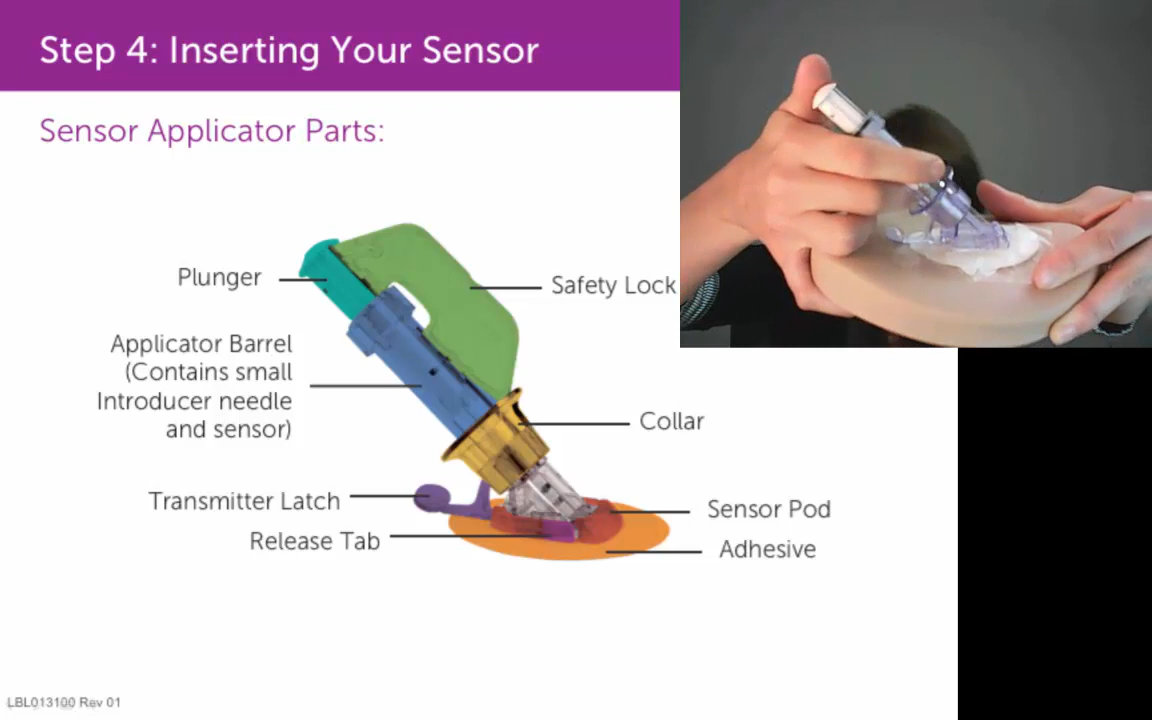 Step 4: Inserting Your Sensor
Sensor Applicator Parts:
Plunger
Safety Lock
Applicator Barrel
(Contains small
Introducer needle
and sensor)
Collar
Transmitter Latch
Sensor Pod
Release Tab
Adhesive
LBL013100 Rev 01